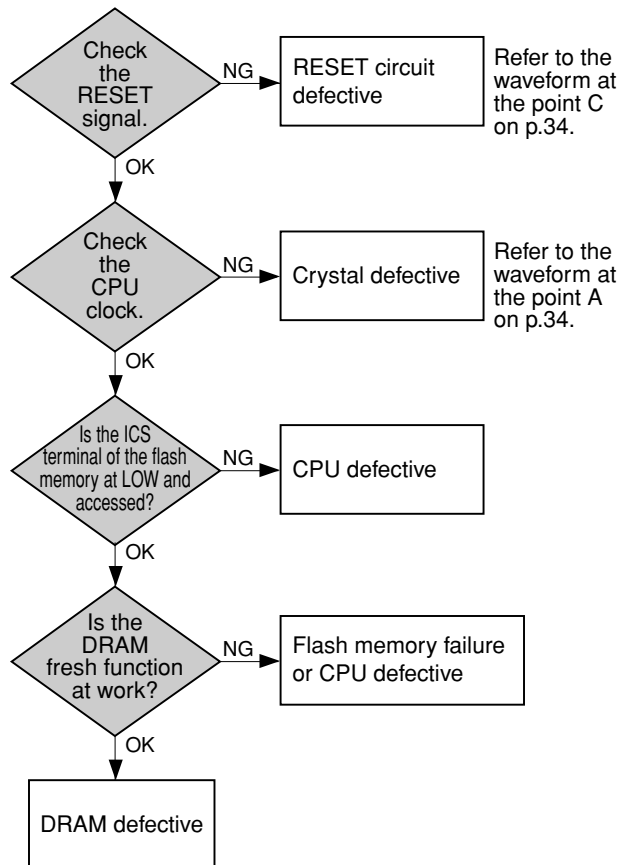 Check
the
RESET
signal.
NG
RESET circuit
defective
Refer to the
waveform at
the point C
on p.34.
OK
Check
the
CPU
clock.
NG
Crystal defective
Refer to the
waveform at
the point A
on p.34.
OK
Is the ICS
terminal of the flash
memory at LOW and
accessed?
NG
CPU defective
OK
Is the
DRAM
fresh function
at work?
NG
Flash memory failure
or CPU defective
OK
DRAM defective